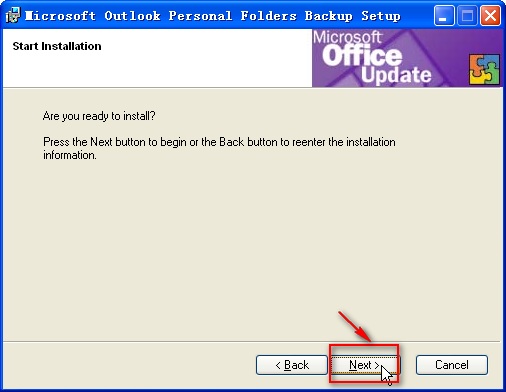 Microsoft Outlook Personal Folders Backup Setup
Start Installation
Microsoft
Office
Update
Are you ready to install?
Press the Next button to begin or the Back button to reenter the installation
information.
< Back
Next >
Cancel